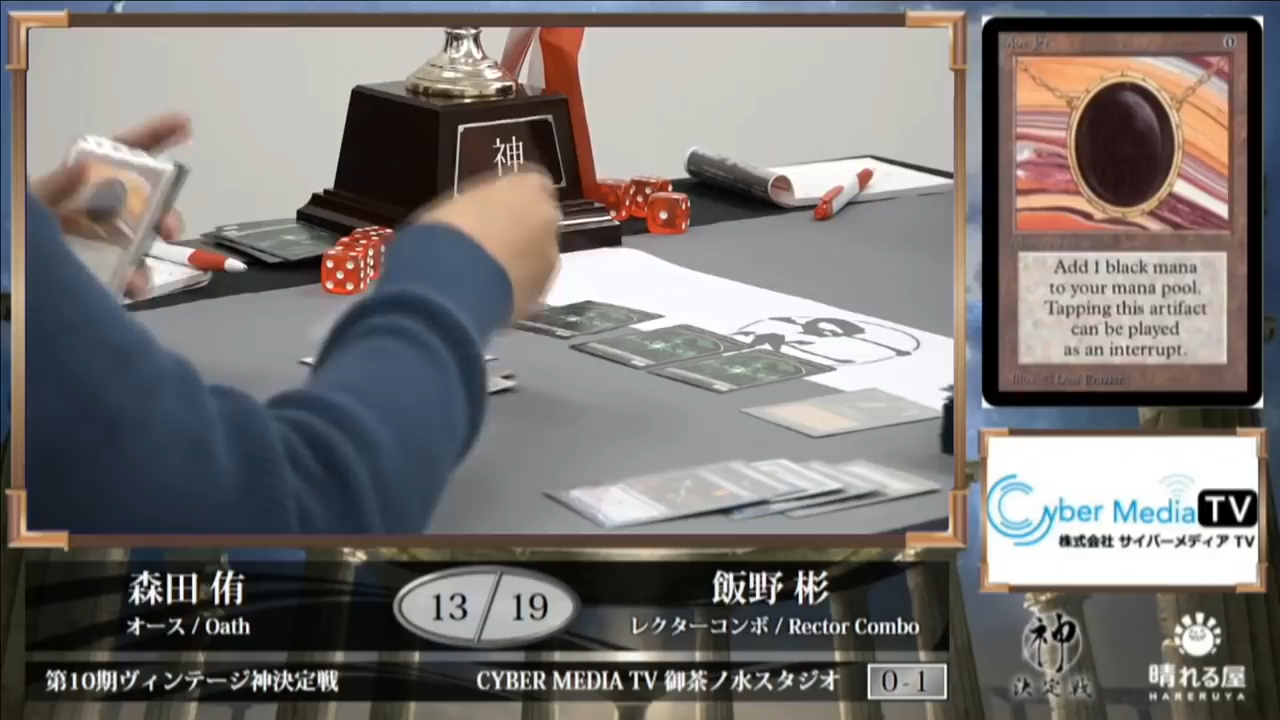 神
Mox Jet
0
Add 1 black mana
to your mana pool.
Tapping this artifact
can be played
as an interrupt.
Cyber Media TV
株式会社 サイバーメディア TV
森田 侑
オース / Oath
13 / 19
飯野 彬
レクターコンボ / Rector Combo
第10期ヴィンテージ神決定戦
CYBER MEDIA TV 御茶ノ水スタジオ
0-1
神
決定戦
晴れる屋
HARERUYA